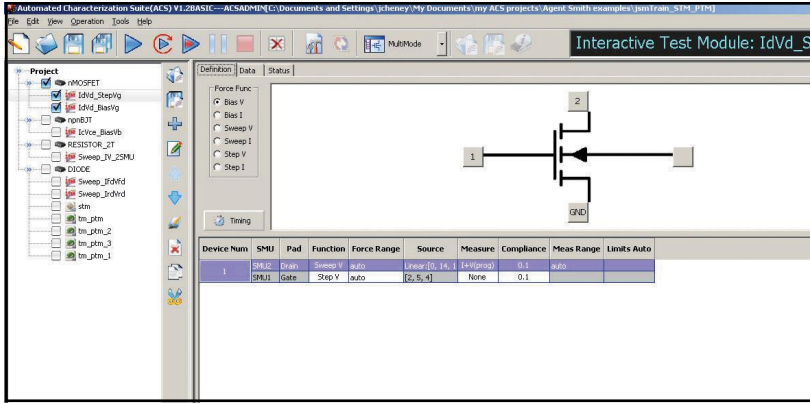 Automated Characterization Suite(ACS) V1.2BASIC---ACSADMIN[C:\Documents and Settings\jcheney\My Documents\my ACS projects\Agent Smith examples\jsmTrain_STM_PTM]
File Edit View Operation Tools Help
MultiMode
Interactive Test Module: IdVd_S
Project
nMOSFET
IdVd_StepVg
IdVd_BiasVg
npnBJT
IcVce_BiasVb
RESISTOR_2T
Sweep_IV_2SMU
DIODE
Sweep_IfdVfd
Sweep_IrdVrd
stm
tm_ptm
tm_ptm_2
tm_ptm_3
tm_ptm_1
Definition Data Status
Force Func
Bias V
Bias I
Sweep V
Sweep I
Step V
Step I
Timing
2
1
GND
Device Num SMU Pad Function Force Range Source Measure Compliance Meas Range Limits Auto
1 SMU2 Drain Sweep V auto Linear:[0, 14, 1 I+V(prog) 0.1 auto
SMU1 Gate Step V auto [2, 5, 4] None 0.1